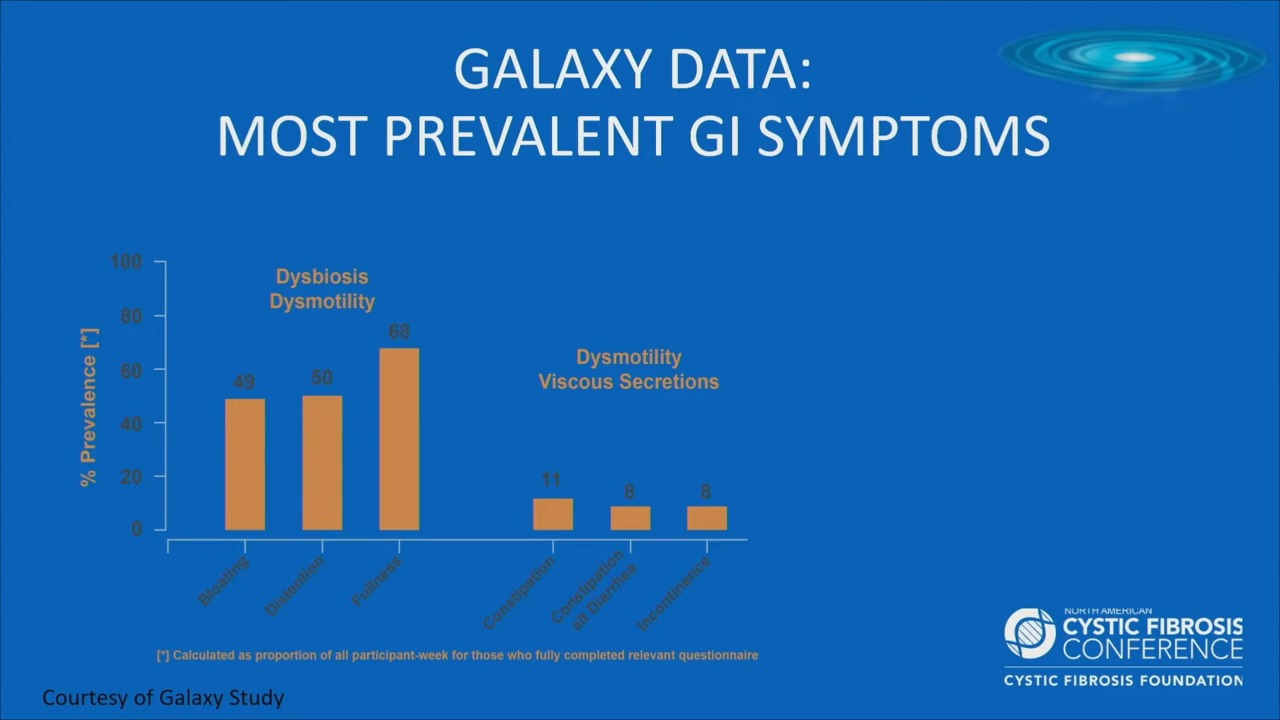 GALAXY DATA:
MOST PREVALENT GI SYMPTOMS
% Prevalence [*]
100
80
60
40
20
0
Dysbiosis
Dysmotility
49
50
68
Dysmotility
Viscous Secretions
11
8
8
Bloating
Distention
Fullness
Constipation
Constipation
alt Diarrhea
Incontinence
[*] Calculated as proportion of all participant-week for those who fully completed relevant questionnaire
Courtesy of Galaxy Study
NORTH AMERICAN
CYSTIC FIBROSIS
CONFERENCE
CYSTIC FIBROSIS FOUNDATION